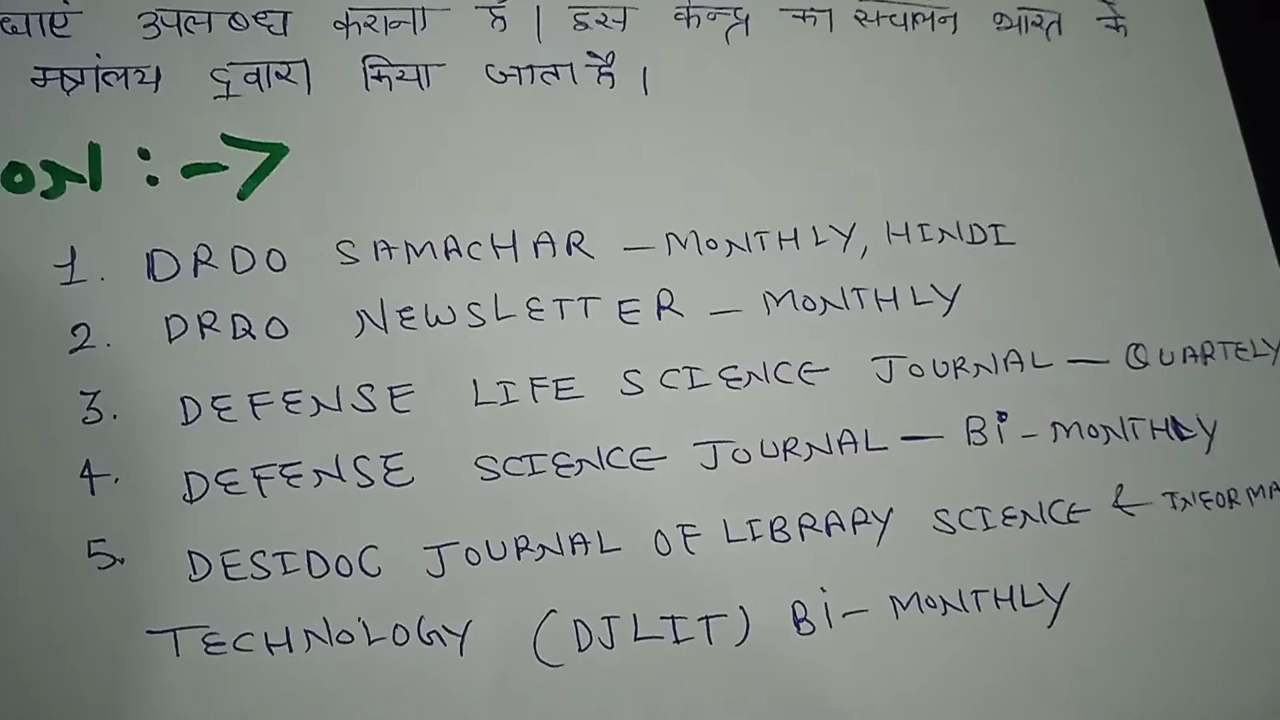 उपलब्ध कराना है। इस केन्द्र का संचालन भारत के
मंत्रालय द्वारा किया जाता है।
:->
1. DRDO SAMACHAR - MONTHLY, HINDI
2. DRDO NEWSLETTER - MONTHLY
3. DEFENSE LIFE SCIENCE JOURNAL - QUARTELY
4. DEFENSE SCIENCE JOURNAL - Bi-MONTHLY
5. DESIDOC JOURNAL OF LIBRARY SCIENCE & INFORMA
TECHNOLOGY (DJLIT) Bi-MONTHLY